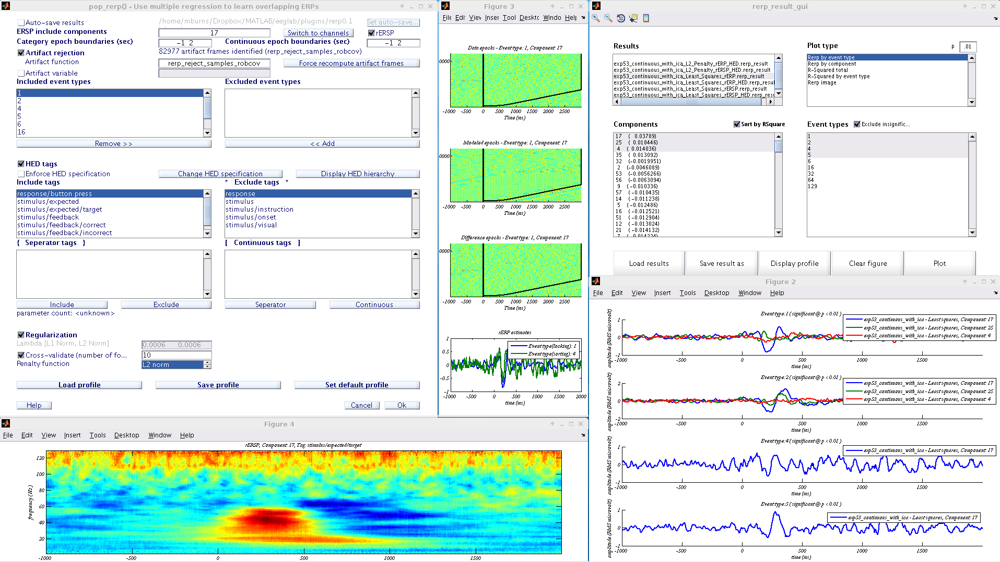 pop_rerp() - Use multiple regression to learn overlapping ERPs
Auto-save results
/home/mburns/Dropbox/MATLAB/eeglab/plugins/rerp0.1
Set auto-save...
ERSP include components
17
Switch to channels
rERSP
Category epoch boundaries (sec)
-1 2
Continuous epoch boundaries (sec)
-1 2
Artifact rejection
82977 artifact frames identified (rerp_reject_samples_robcov)
Artifact function
rerp_reject_samples_robcov
Force recompute artifact frames
Artifact variable
Included event types
Excluded event types
1
2
4
5
6
16
Remove >>
<< Add
HED tags
Enforce HED specification
Change HED specification
Display HED hierarchy
Include tags
* Exclude tags *
response/button press
stimulus/expected
stimulus/expected/target
stimulus/feedback
stimulus/feedback/correct
stimulus/feedback/incorrect
response
stimulus
stimulus/instruction
stimulus/onset
stimulus/visual
{ Seperator tags }
[ Continuous tags ]
Include
Exclude
Seperator
Continuous
parameter count: <unknown>
Regularization
Lambda [L1 Norm, L2 Norm]
0.0006 0.0006
Cross-validate (number of fo...
10
Penalty function
L2 norm
Load profile
Save profile
Set default profile
Help
Cancel
Ok
Figure 3
Data epochs - Event type: 1, Component: 17
0000
-1000 -500 0 500 1000 1500 2000 2500
Time (ms)
Modeled epochs - Event type: 1, Component: 17
0000
-1000 -500 0 500 1000 1500 2000 2500
Time (ms)
Difference epochs - Event type: 1, Component: 17
0000
-1000 -500 0 500 1000 1500 2000 2500
Time (ms)
rERP estimates
Event type (locking): 1
Event type (sorting): 4
1
0.5
0
-0.5
-1
-1000 -500 0 500 1000 1500 2000
time (ms)
rerp_result_gui
Results
exp53_continuous_with_ica_L2_Penalty_rERP_HED.rerp_result
exp53_continuous_with_ica_L2_Penalty_rERSP_HED.rerp_result
exp53_continuous_with_ica_Least_Squares_rERP.rerp_result
exp53_continuous_with_ica_Least_Squares_rERP_HED.rerp_resul
exp53_continuous_with_ica_Least_Squares_rERSP.rerp_result
exp53_continuous_with_ica_Least_Squares_rERSP_HED.rerp_resu
Plot type
p .01
Rerp by event type
Rerp by component
R-Squared total
R-Squared by event type
Rerp image
Components
Sort by RSquare
17 ( 0.03789)
25 ( 0.018446)
4 ( 0.014036)
35 ( 0.013092)
32 (-0.0019951)
2 (-0.0046089)
53 (-0.0056266)
56 (-0.0063094)
9 (-0.010336)
57 (-0.010435)
14 (-0.011238)
5 (-0.012486)
16 (-0.012521)
51 (-0.012904)
12 (-0.013024)
21 (-0.014132)
7 (-0.014224)
Event types
Exclude insignific...
1
2
4
5
6
16
32
64
129
Load results
Save result as
Display profile
Clear figure
Plot
Figure 2
File Edit View Insert Tools Desktop Window Help
Event type: 1 ( significant @ p < 0.01 )
exp53_continuous_with_ica - Least squares, Component: 17
exp53_continuous_with_ica - Least squares, Component: 25
exp53_continuous_with_ica - Least squares, Component: 4
amplitude (RMS microvolt)
1
0
-1
-1000 -500 0 500 1000 1500
time (ms)
Event type: 2 ( significant @ p < 0.01 )
exp53_continuous_with_ica - Least squares, Component: 17
exp53_continuous_with_ica - Least squares, Component: 25
exp53_continuous_with_ica - Least squares, Component: 4
amplitude (RMS microvolt)
2
0
-2
-1000 -500 0 500 1000 1500
time (ms)
Event type: 4 ( significant @ p < 0.01 )
exp53_continuous_with_ica - Least squares, Component: 17
amplitude (RMS microvolt)
1
0
-1
-1000 -500 0 500 1000 1500
time (ms)
Event type: 5 ( significant @ p < 0.01 )
exp53_continuous_with_ica - Least squares, Component: 17
amplitude (RMS microvolt)
1
0
-1
-1000 -500 0 500 1000 1500
time (ms)
Figure 4
File Edit View Insert Tools Desktop Window Help
rERSP, Component: 17, Tag: stimulus/expected/target
frequency (Hz)
120
100
80
60
40
20
-1000 -500 0 500 1000 1500